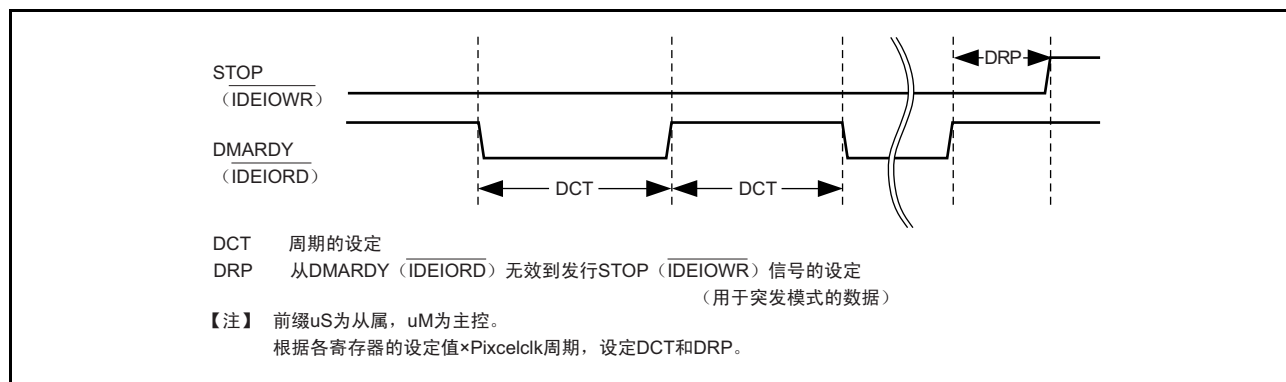 DRP
STOP
（IDEIOWR）
DMARDY
（IDEIORD）
DCT DCT
DCT 周期的设定
DRP 从DMARDY（IDEIORD）无效到发行STOP（IDEIOWR）信号的设定
（用于突发模式的数据）
【注】 前缀uS为从属，uM为主控。
根据各寄存器的设定值×Pixcelclk周期，设定DCT和DRP。